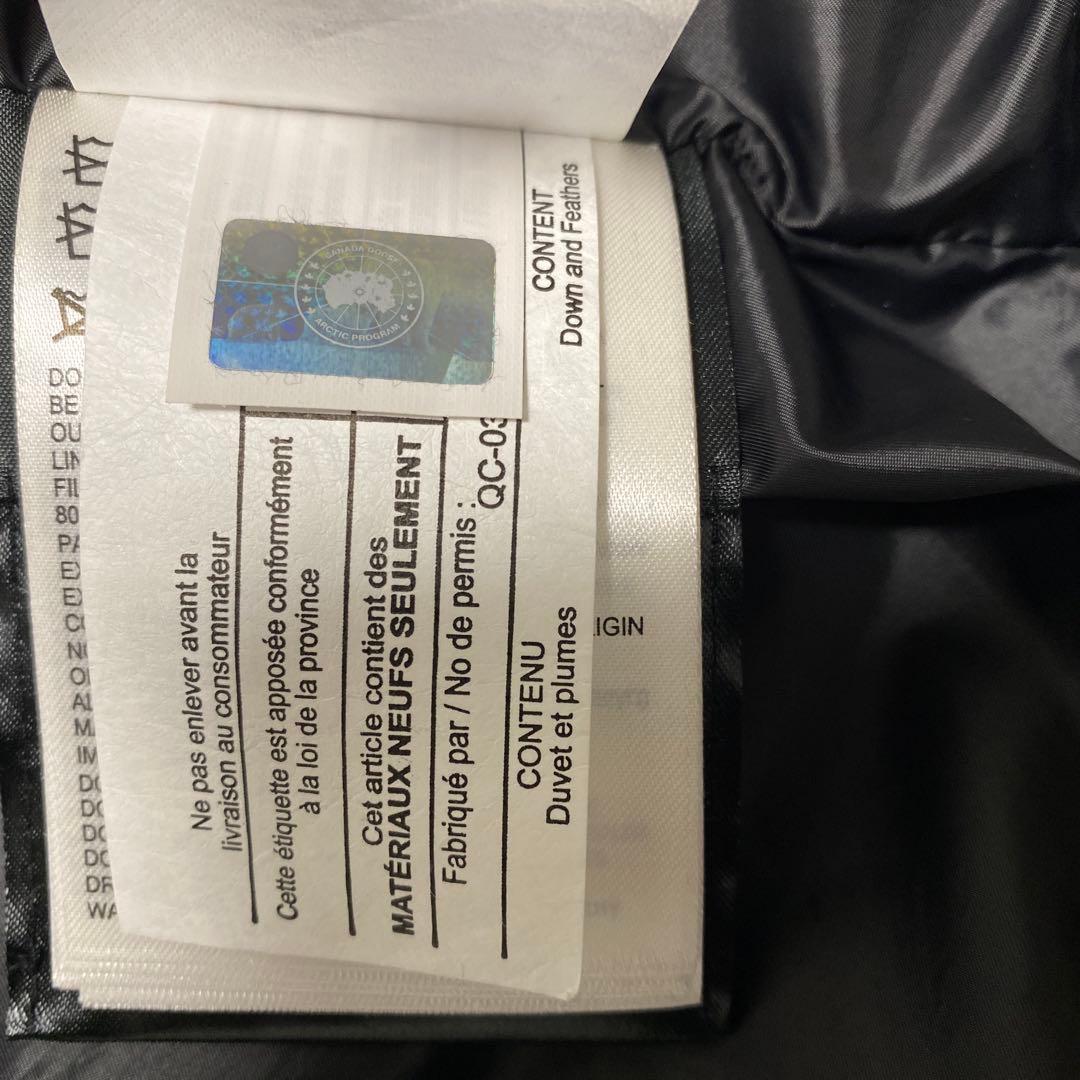 CANADA GOOSE
ARCTIC PROGRAM
CONTENT
Down and Feathers
Ne pas enlever avant la
livraison au consommateur
Cette étiquette est apposée conformément
à la loi de la province
Cet article contient des
MATÉRIAUX NEUFS SEULEMENT
Fabriqué par / No de permis :
QC-03
CONTENU
Duvet et plumes
IGIN
DO
BE
OU
LIN
FIL
80
PA
NO
AL
IM
DO
DO
DO
DO
DR
WA